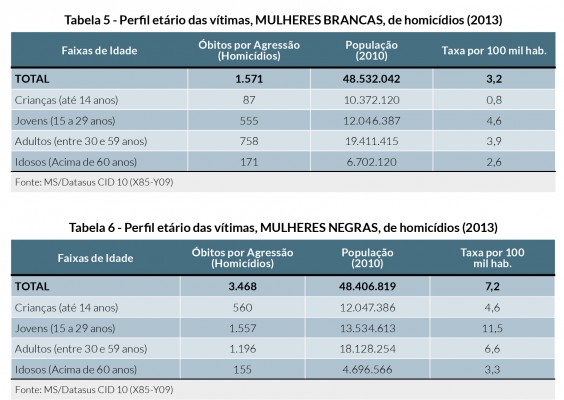 Tabela 5 - Perfil etário das vítimas, MULHERES BRANCAS, de homicídios (2013)
Faixas de Idade Óbitos por Agressão (Homicídios) População (2010) Taxa por 100 mil hab.
TOTAL 1.571 48.532.042 3,2
Crianças (até 14 anos) 87 10.372.120 0,8
Jovens (15 a 29 anos) 555 12.046.387 4,6
Adultos (entre 30 e 59 anos) 758 19.411.415 3,9
Idosos (Acima de 60 anos) 171 6.702.120 2,6
Fonte: MS/Datasus CID 10 (X85-Y09)
Tabela 6 - Perfil etário das vítimas, MULHERES NEGRAS, de homicídios (2013)
Faixas de Idade Óbitos por Agressão (Homicídios) População (2010) Taxa por 100 mil hab.
TOTAL 3.468 48.406.819 7,2
Crianças (até 14 anos) 560 12.047.386 4,6
Jovens (15 a 29 anos) 1.557 13.534.613 11,5
Adultos (entre 30 e 59 anos) 1.196 18.128.254 6,6
Idosos (Acima de 60 anos) 155 4.696.566 3,3
Fonte: MS/Datasus CID 10 (X85-Y09)